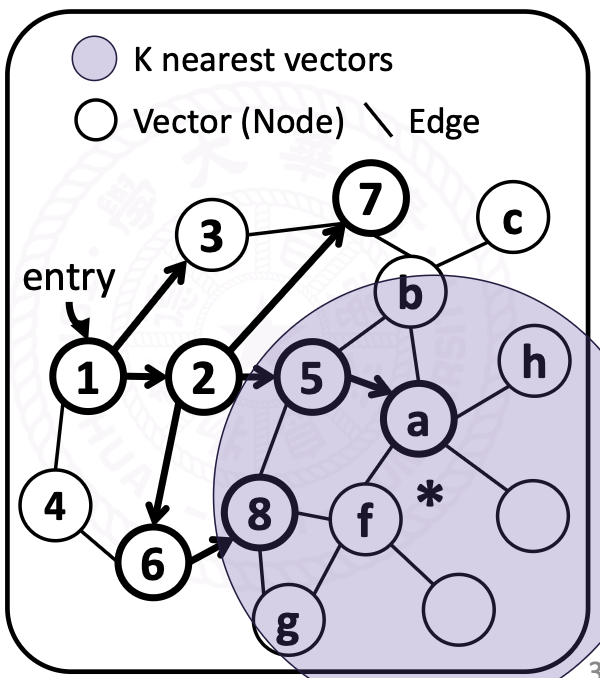 K nearest vectors
Vector (Node) \ Edge
7
c
3
b
entry
h
1
2
5
a
*
4
8
f
6
g
3